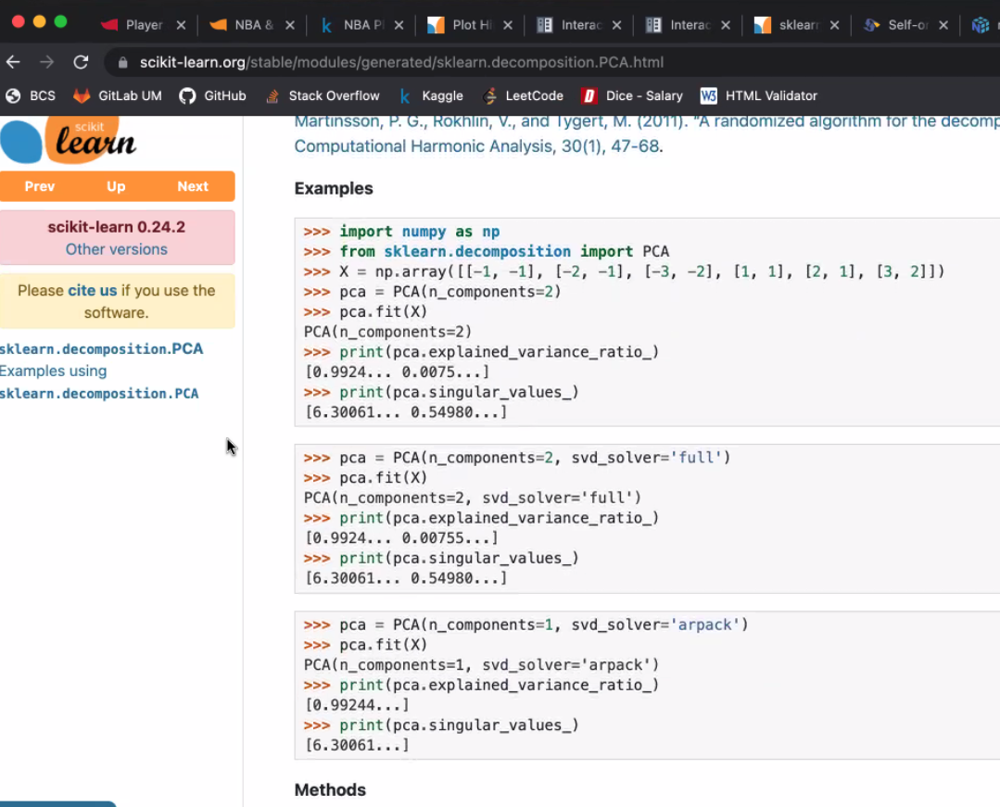 Player
NBA &
NBA P
Plot Hi
Interac
Interac
sklear
Self-o
scikit-learn.org/stable/modules/generated/sklearn.decomposition.PCA.html
BCS
GitLab UM
GitHub
Stack Overflow
Kaggle
LeetCode
Dice - Salary
W3
HTML Validator
scikit
learn
Prev
Up
Next
scikit-learn 0.24.2
Other versions
Please cite us if you use the
software.
sklearn.decomposition.PCA
Examples using
sklearn.decomposition.PCA
Martinsson, P. G., Rokhlin, V., and Tygert, M. (2011). "A randomized algorithm for the decomp
Computational Harmonic Analysis, 30(1), 47-68.
Examples
>>> import numpy as np
>>> from sklearn.decomposition import PCA
>>> X = np.array([[-1, -1], [-2, -1], [-3, -2], [1, 1], [2, 1], [3, 2]])
>>> pca = PCA(n_components=2)
>>> pca.fit(X)
PCA(n_components=2)
>>> print(pca.explained_variance_ratio_)
[0.9924... 0.0075...]
>>> print(pca.singular_values_)
[6.30061... 0.54980...]
>>> pca = PCA(n_components=2, svd_solver='full')
>>> pca.fit(X)
PCA(n_components=2, svd_solver='full')
>>> print(pca.explained_variance_ratio_)
[0.9924... 0.00755...]
>>> print(pca.singular_values_)
[6.30061... 0.54980...]
>>> pca = PCA(n_components=1, svd_solver='arpack')
>>> pca.fit(X)
PCA(n_components=1, svd_solver='arpack')
>>> print(pca.explained_variance_ratio_)
[0.99244...]
>>> print(pca.singular_values_)
[6.30061...]
Methods